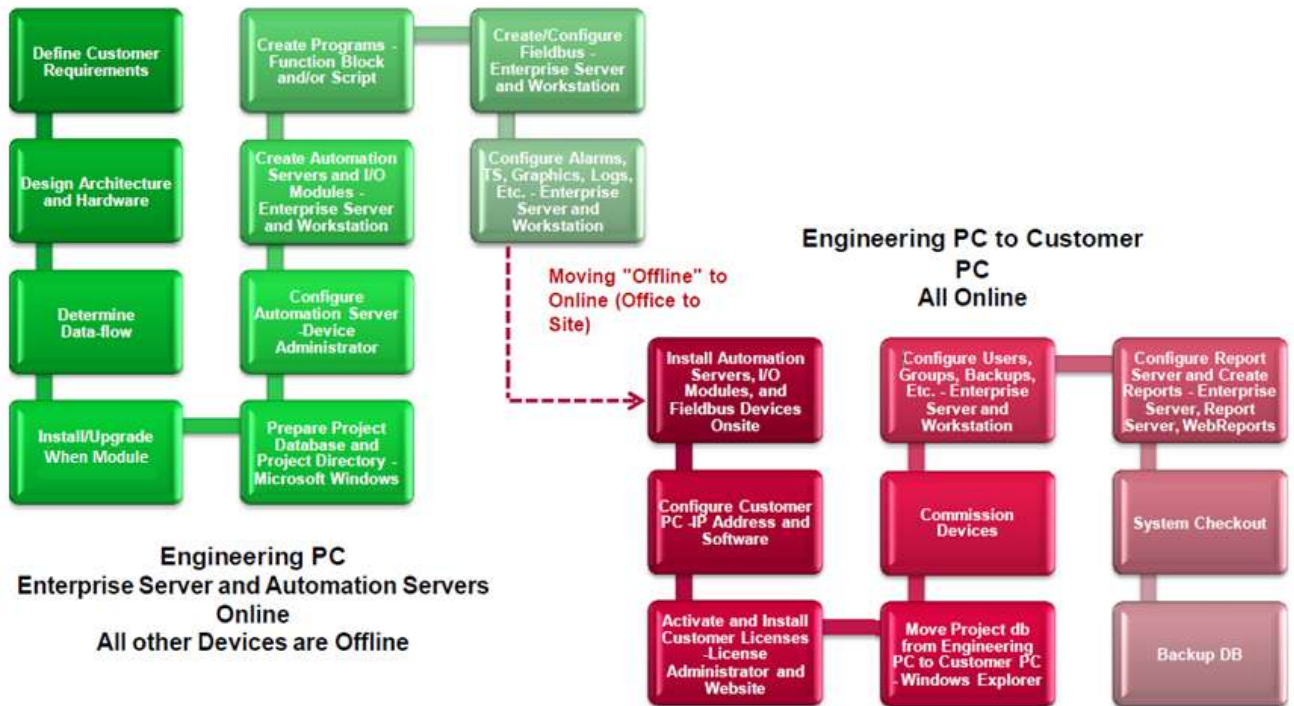 Define Customer
Requirements
Design Architecture
and Hardware
Determine
Data-flow
Install/Upgrade
When Module
Prepare Project
Database and
Project Directory -
Microsoft Windows
Configure
Automation Server
-Device
Administrator
Create Automation
Servers and I/O
Modules -
Enterprise Server
and Workstation
Create Programs -
Function Block
and/or Script
Create/Configure
Fieldbus -
Enterprise Server
and Workstation
Configure Alarms,
TS, Graphics, Logs,
Etc. - Enterprise
Server and
Workstation
Engineering PC
Enterprise Server and Automation Servers
Online
All other Devices are Offline
Moving "Offline" to
Online (Office to
Site)
Engineering PC to Customer
PC
All Online
Install Automation
Servers, I/O
Modules, and
Fieldbus Devices
Onsite
Configure Customer
PC -IP Address and
Software
Activate and Install
Customer Licenses
-License
Administrator and
Website
Move Project db
from Engineering
PC to Customer PC
- Windows Explorer
Commission
Devices
Configure Users,
Groups, Backups,
Etc. - Enterprise
Server and
Workstation
Configure Report
Server and Create
Reports - Enterprise
Server, Report
Server, WebReports
System Checkout
Backup DB